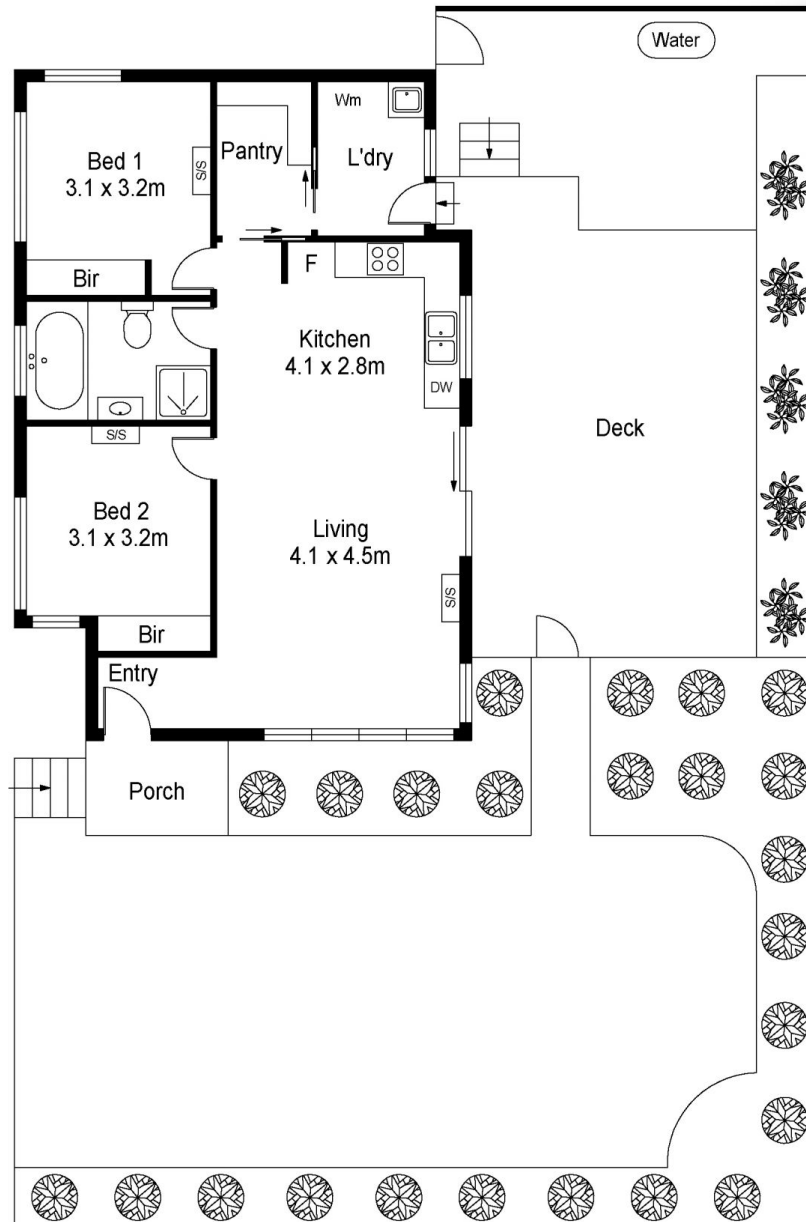 Water
Wm
Bed 1
3.1 x 3.2m
S/S
Pantry
L'dry
Bir
F
Kitchen
4.1 x 2.8m
DW
Deck
S/S
Bed 2
3.1 x 3.2m
Living
4.1 x 4.5m
S/S
Bir
Entry
Porch